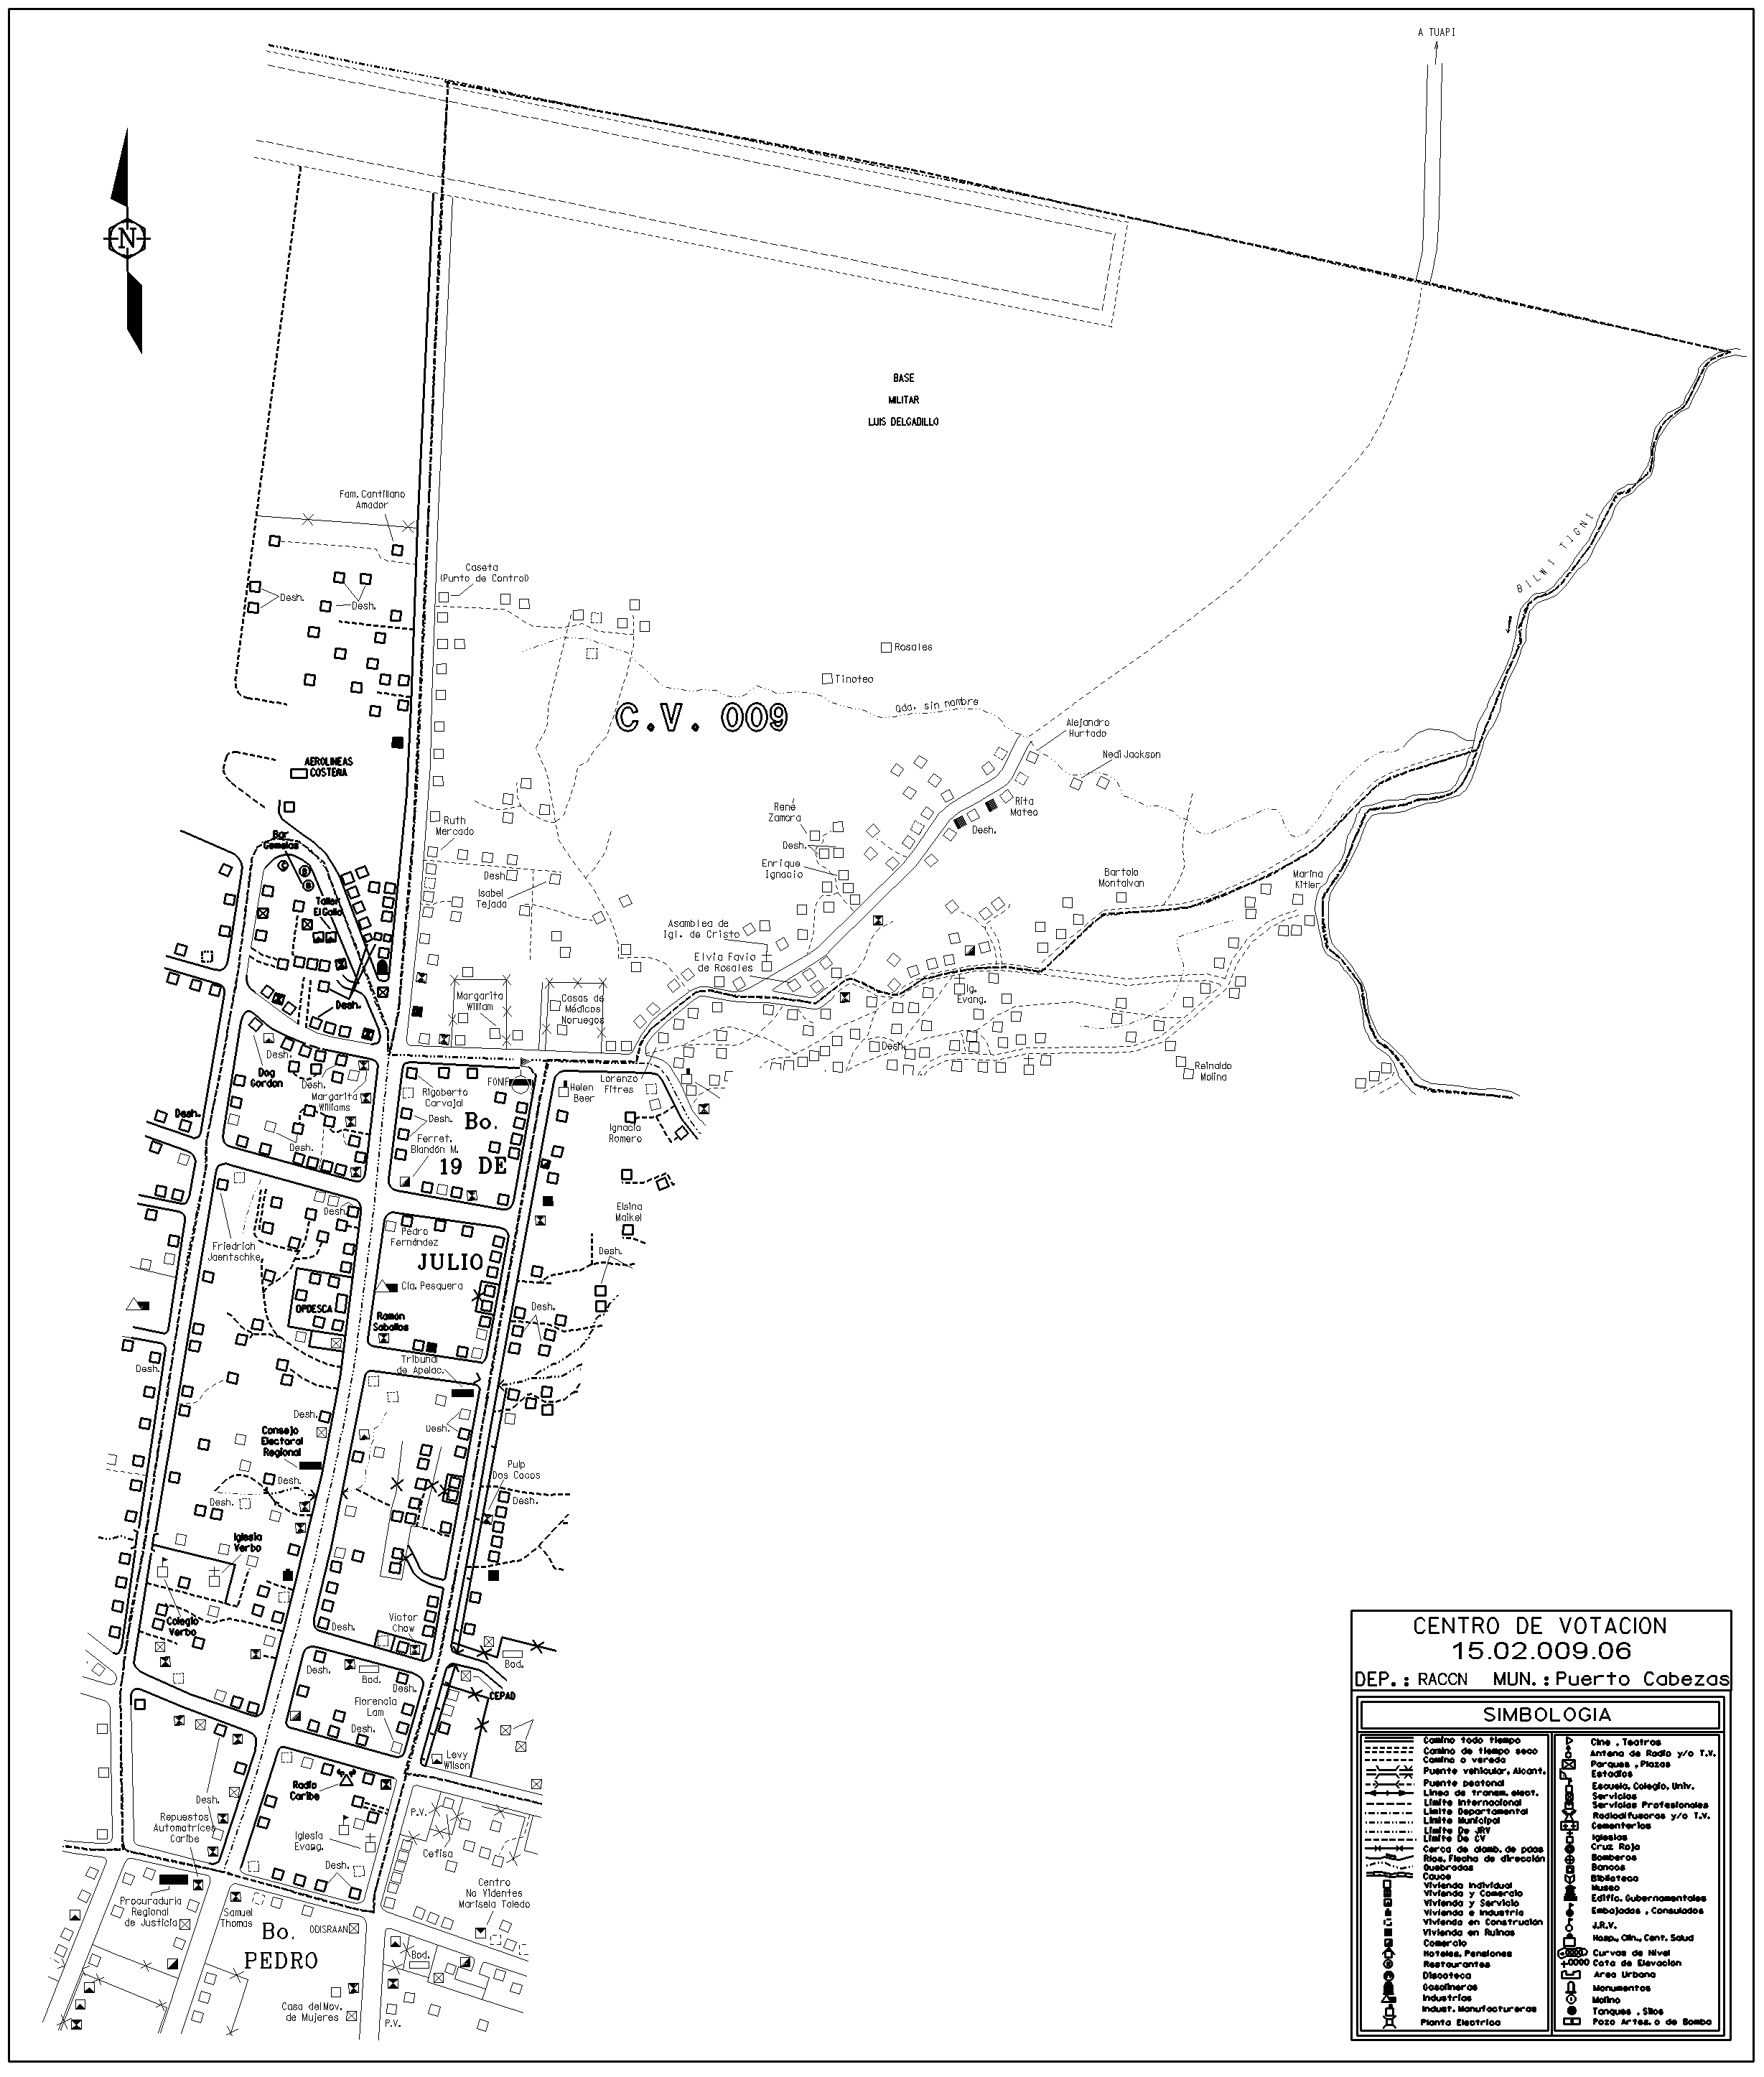 A TUAPI
N
BASE
MILITAR
LUIS DELGADILLO
Fam. Cantillano
Amador
BILWI TIGNI
Caseta
(Punto de Control)
Desh.
Desh.
Rosales
Tinoteo
Qda. sin nombre
C.V. 009
Alejandro
Hurtado
Nedi Jackson
AEROLINEAS
COSTEÑA
Rita
Mateo
René
Zamora
Ruth
Mercado
Desh.
Bar
Gemelas
Desh.
Enrique
Ignacio
Desh.
Isabel
Tejada
Bartolo
Montalvan
Marina
Kitler
Taller
El Gallo
Asamblea de
Igl. de Cristo
Elvia Favio
de Rosales
Margarita
William
Casas de
Médicos
Noruegos
Ig.
Evang.
Desh.
Desh.
Desh.
Dog
Gordon
Desh.
Margarita
Williams
Rigoberto
Carvajal
Helen
Beer
Lorenzo
Fitres
Reinaldo
Molina
Desh.
Desh.
Bo.
Ignacio
Romero
Ferret.
Blandón M.
19 DE
Desh.
Desh.
Elsina
Maikel
Pedro
Fernández
Friedrich
Jaentschke
JULIO
Desh.
Cia. Pesquera
OPDESCA
Ramón
Saballos
Desh.
Tribunal
de Apelac.
Desh.
Desh.
Desh.
Consejo
Electoral
Regional
Pulp
Dos Cocos
Desh.
Desh.
Desh.
Iglesia
Verbo
Colegio
Verbo
Victor
Chow
Desh.
Bod.
Desh.
Bod.
Desh.
CEPAD
Florencia
Lam
Desh.
Levy
Wilson
Radio
Caribe
Desh.
P.V.
Repuestos
Automatrices
Caribe
Iglesia
Evang.
Cefisa
Desh.
Procuraduria
Regional
de Justicia
Samuel
Thomas
ODISRAAN
Centro
No Videntes
Marisela Toledo
Bo.
PEDRO
Bod.
Casa del Mov.
de Mujeres
P.V.
CENTRO DE VOTACION
15.02.009.06
DEP.: RACCN MUN.: Puerto Cabezas
SIMBOLOGIA
Camino todo tiempo
Camino de tiempo seco
Camino o vereda
Puente vehicular, Alcant.
Puente peatonal
Linea de transm. elect.
Limite Internacional
Limite Departamental
Limite Municipal
Limite De JRV
Limite De CV
Cerca de alamb. de puas
Rios, Flecha de dirección
Quebradas
Cauce
Vivienda Individual
Vivienda y Comercio
Vivienda y Servicio
Vivienda e Industria
Vivienda en Construción
Vivienda en Ruinas
Comercio
Hoteles, Pensiones
Restaurantes
Discoteca
Gasolineras
Industrias
Indust. Manufactureras
Planta Electrica
Cine , Teatros
Antena de Radio y/o T.V.
Parques , Plazas
Estadios
Escuela, Colegio, Univ.
Servicios
Servicios Profesionales
Radiodifusoras y/o T.V.
Cementerios
Iglesias
Cruz Roja
Bomberos
Bancos
Biblioteca
Museo
Edific. Gubernamentales
Embajadas , Consulados
J.R.V.
Hosp., Clin., Cent. Salud
Curvas de Nivel
+0000 Cota de Elevacion
Area Urbana
Monumentos
Molino
Tanques , Silos
Pozo Artes. o de Bomba